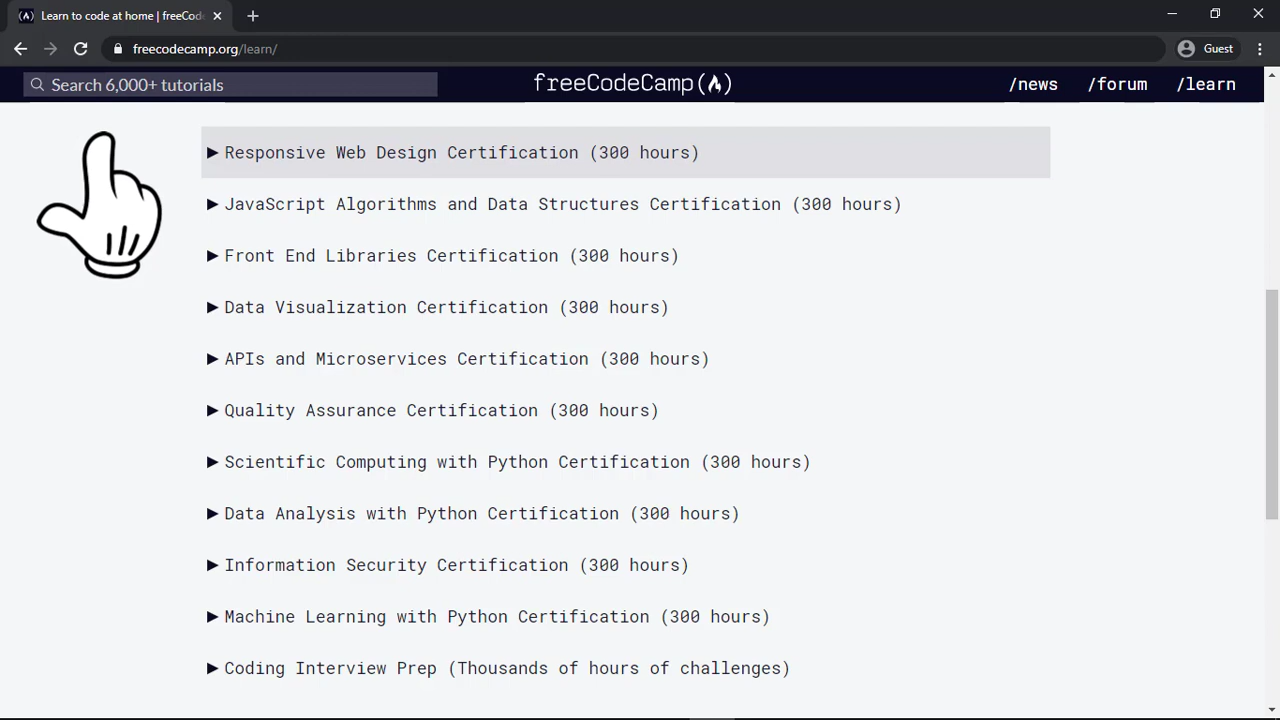 Learn to code at home | freeCod
freecodecamp.org/learn/
Guest
Search 6,000+ tutorials
freeCodeCamp
/news
/forum
/learn
Responsive Web Design Certification (300 hours)
JavaScript Algorithms and Data Structures Certification (300 hours)
Front End Libraries Certification (300 hours)
Data Visualization Certification (300 hours)
APIs and Microservices Certification (300 hours)
Quality Assurance Certification (300 hours)
Scientific Computing with Python Certification (300 hours)
Data Analysis with Python Certification (300 hours)
Information Security Certification (300 hours)
Machine Learning with Python Certification (300 hours)
Coding Interview Prep (Thousands of hours of challenges)